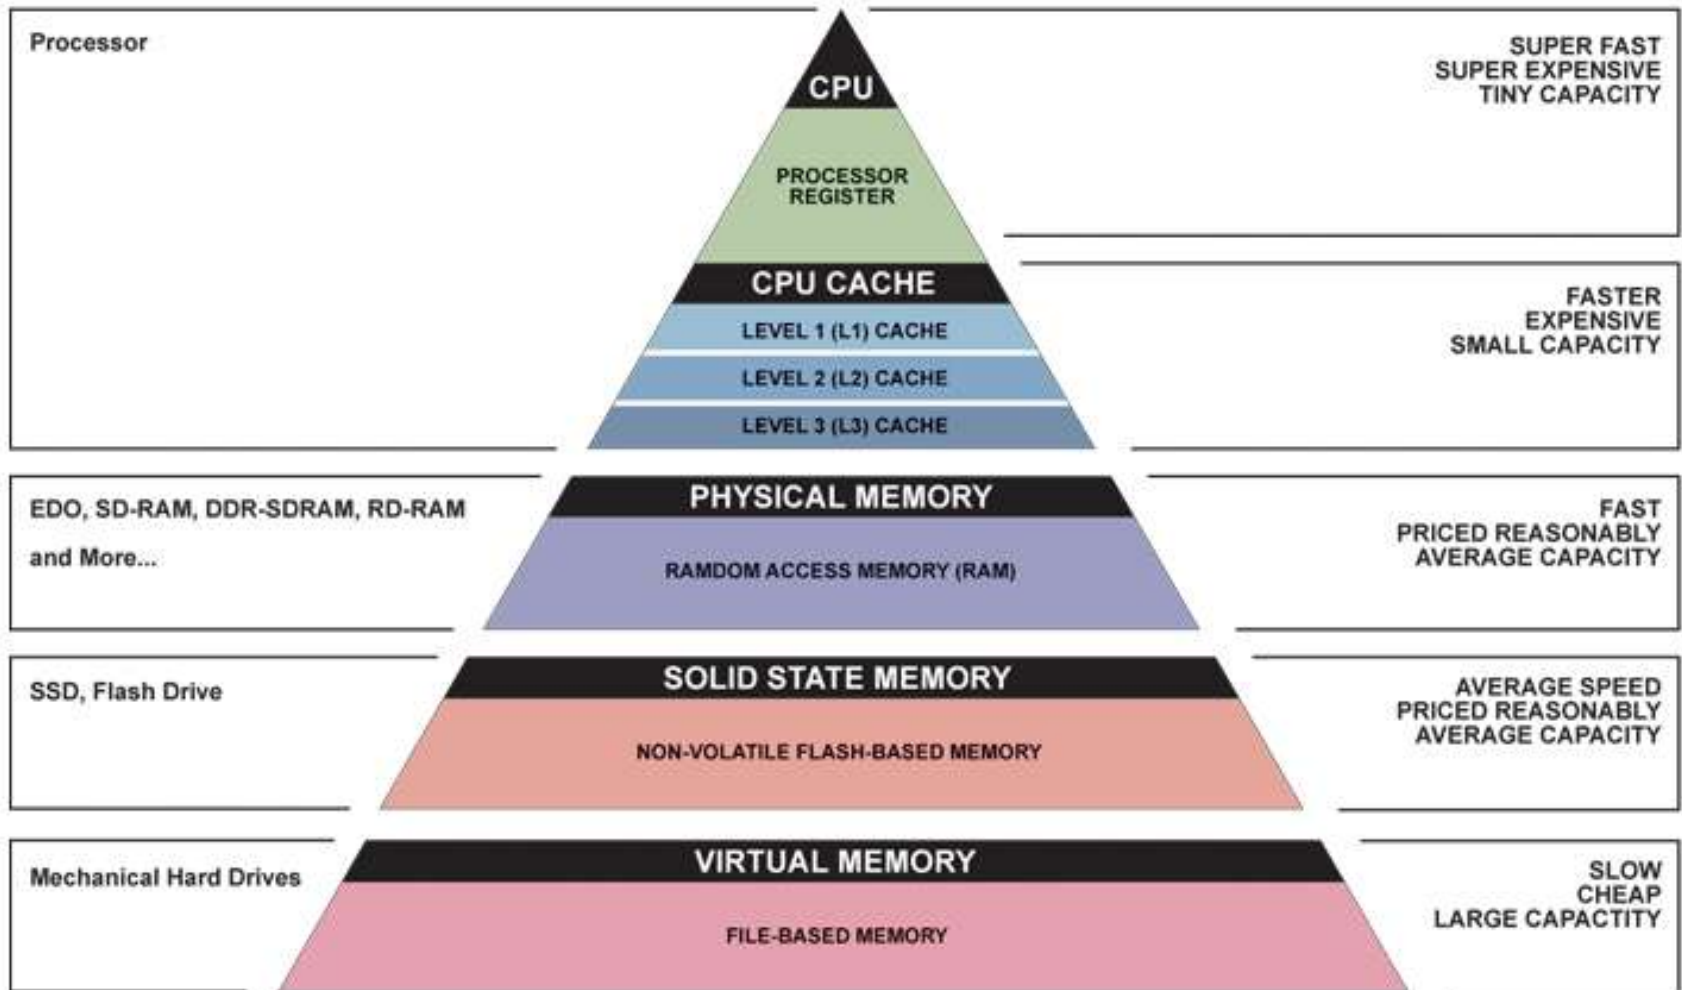 Processor
CPU
SUPER FAST
SUPER EXPENSIVE
TINY CAPACITY
PROCESSOR
REGISTER
CPU CACHE
LEVEL 1 (L1) CACHE
LEVEL 2 (L2) CACHE
LEVEL 3 (L3) CACHE
FASTER
EXPENSIVE
SMALL CAPACITY
EDO, SD-RAM, DDR-SDRAM, RD-RAM
and More...
PHYSICAL MEMORY
RAMDOM ACCESS MEMORY (RAM)
FAST
PRICED REASONABLY
AVERAGE CAPACITY
SSD, Flash Drive
SOLID STATE MEMORY
NON-VOLATILE FLASH-BASED MEMORY
AVERAGE SPEED
PRICED REASONABLY
AVERAGE CAPACITY
Mechanical Hard Drives
VIRTUAL MEMORY
FILE-BASED MEMORY
SLOW
CHEAP
LARGE CAPACTITY